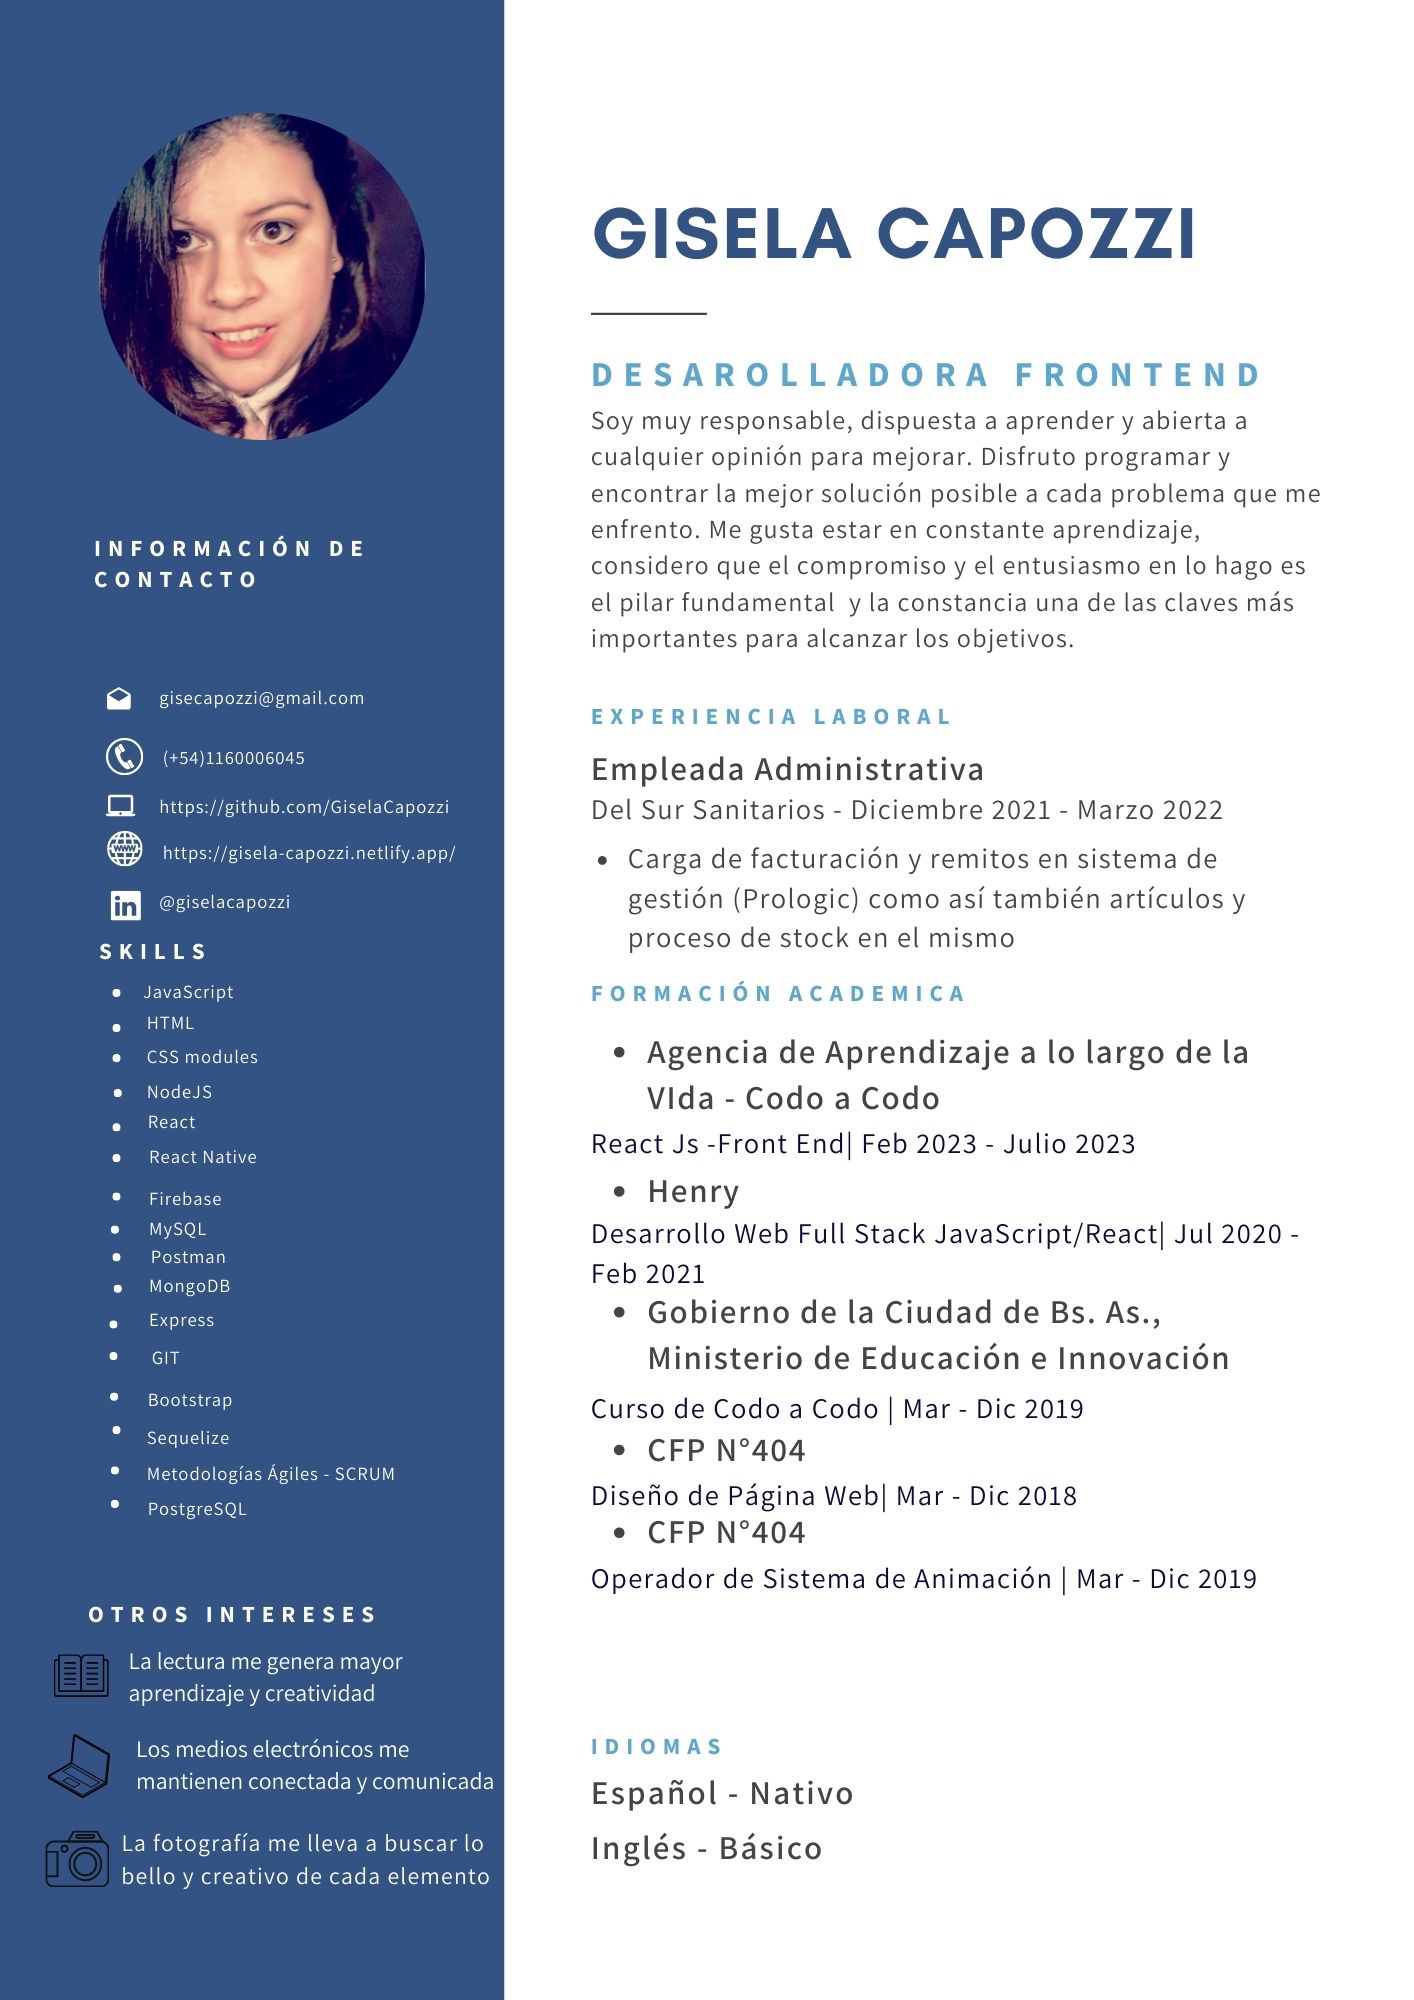 GISELA CAPOZZI
DESAROLLADORA FRONTEND
Soy muy responsable, dispuesta a aprender y abierta a
cualquier opinión para mejorar. Disfruto programar y
encontrar la mejor solución posible a cada problema que me
enfrento. Me gusta estar en constante aprendizaje,
considero que el compromiso y el entusiasmo en lo hago es
el pilar fundamental  y la constancia una de las claves más
importantes para alcanzar los objetivos.
EXPERIENCIA LABORAL
Empleada Administrativa
Del Sur Sanitarios - Diciembre 2021 - Marzo 2022
• Carga de facturación y remitos en sistema de
gestión (Prologic) como así también artículos y
proceso de stock en el mismo
FORMACIÓN ACADEMICA
• Agencia de Aprendizaje a lo largo de la
VIda - Codo a Codo
React Js -Front End| Feb 2023 - Julio 2023
• Henry
Desarrollo Web Full Stack JavaScript/React| Jul 2020 -
Feb 2021
• Gobierno de la Ciudad de Bs. As.,
Ministerio de Educación e Innovación
Curso de Codo a Codo | Mar - Dic 2019
• CFP N°404
Diseño de Página Web| Mar - Dic 2018
• CFP N°404
Operador de Sistema de Animación | Mar - Dic 2019
IDIOMAS
Español - Nativo
Inglés - Básico
INFORMACIÓN DE
CONTACTO
gisecapozzi@gmail.com
(+54)1160006045
https://github.com/GiselaCapozzi
www
https://gisela-capozzi.netlify.app/
in
@giselacapozzi
SKILLS
• JavaScript
• HTML
• CSS modules
• NodeJS
• React
• React Native
• Firebase
• MySQL
• Postman
• MongoDB
• Express
• GIT
• Bootstrap
• Sequelize
• Metodologías Ágiles - SCRUM
• PostgreSQL
OTROS INTERESES
La lectura me genera mayor
aprendizaje y creatividad
Los medios electrónicos me
mantienen conectada y comunicada
La fotografía me lleva a buscar lo
bello y creativo de cada elemento